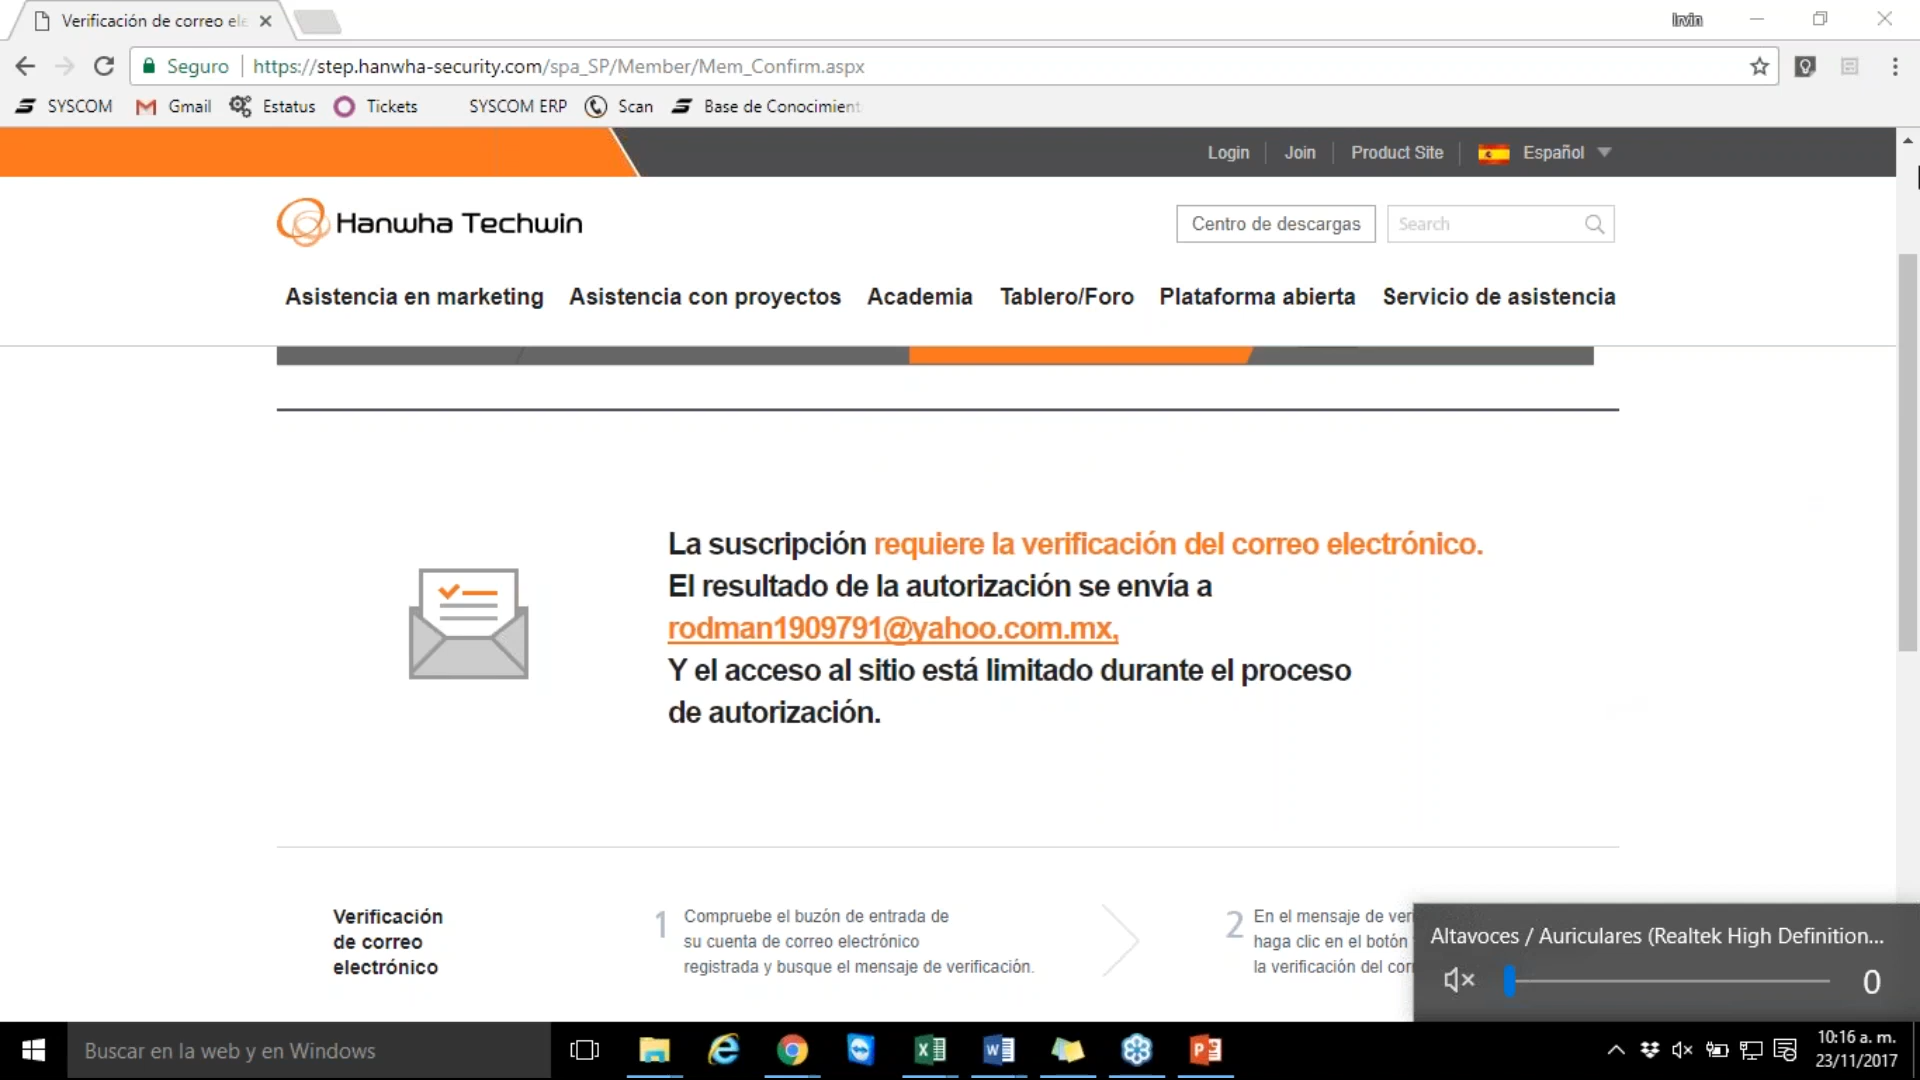 Verificación de correo ele
Irvin
Seguro
https://step.hanwha-security.com/spa_SP/Member/Mem_Confirm.aspx
SYSCOM
Gmail
Estatus
Tickets
SYSCOM ERP
Scan
Base de Conocimient
Login
Join
Product Site
Español
Hanwha Techwin
Centro de descargas
Search
Asistencia en marketing
Asistencia con proyectos
Academia
Tablero/Foro
Plataforma abierta
Servicio de asistencia
La suscripción requiere la verificación del correo electrónico.
El resultado de la autorización se envía a
rodman1909791@yahoo.com.mx,
Y el acceso al sitio está limitado durante el proceso
de autorización.
Verificación
de correo
electrónico
1
Compruebe el buzón de entrada de
su cuenta de correo electrónico
registrada y busque el mensaje de verificación.
2
En el mensaje de ver
haga clic en el botón
la verificación del cor
Altavoces / Auriculares (Realtek High Definition...
0
Buscar en la web y en Windows
10:16 a. m.
23/11/2017